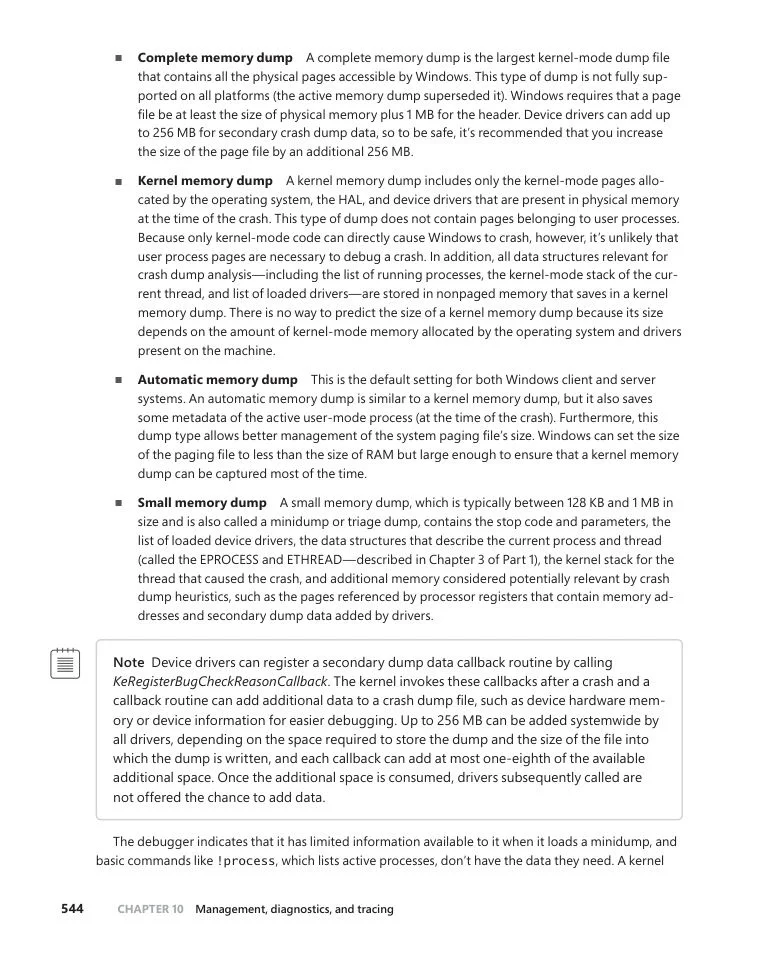 ■ Complete memory dump A complete memory dump is the largest kernel-mode dump file
that contains all the physical pages accessible by Windows. This type of dump is not fully sup-
ported on all platforms (the active memory dump superseded it). Windows requires that a page
file be at least the size of physical memory plus 1 MB for the header. Device drivers can add up
to 256 MB for secondary crash dump data, so to be safe, it's recommended that you increase
the size of the page file by an additional 256 MB.
■ Kernel memory dump A kernel memory dump includes only the kernel-mode pages allo-
cated by the operating system, the HAL, and device drivers that are present in physical memory
at the time of the crash. This type of dump does not contain pages belonging to user processes.
Because only kernel-mode code can directly cause Windows to crash, however, it's unlikely that
user process pages are necessary to debug a crash. In addition, all data structures relevant for
crash dump analysis—including the list of running processes, the kernel-mode stack of the cur-
rent thread, and list of loaded drivers—are stored in nonpaged memory that saves in a kernel
memory dump. There is no way to predict the size of a kernel memory dump because its size
depends on the amount of kernel-mode memory allocated by the operating system and drivers
present on the machine.
■ Automatic memory dump This is the default setting for both Windows client and server
systems. An automatic memory dump is similar to a kernel memory dump, but it also saves
some metadata of the active user-mode process (at the time of the crash). Furthermore, this
dump type allows better management of the system paging file's size. Windows can set the size
of the paging file to less than the size of RAM but large enough to ensure that a kernel memory
dump can be captured most of the time.
■ Small memory dump A small memory dump, which is typically between 128 KB and 1 MB in
size and is also called a minidump or triage dump, contains the stop code and parameters, the
list of loaded device drivers, the data structures that describe the current process and thread
(called the EPROCESS and ETHREAD—described in Chapter 3 of Part 1), the kernel stack for the
thread that caused the crash, and additional memory considered potentially relevant by crash
dump heuristics, such as the pages referenced by processor registers that contain memory ad-
dresses and secondary dump data added by drivers.
Note Device drivers can register a secondary dump data callback routine by calling
KeRegisterBugCheckReasonCallback. The kernel invokes these callbacks after a crash and a
callback routine can add additional data to a crash dump file, such as device hardware mem-
ory or device information for easier debugging. Up to 256 MB can be added systemwide by
all drivers, depending on the space required to store the dump and the size of the file into
which the dump is written, and each callback can add at most one-eighth of the available
additional space. Once the additional space is consumed, drivers subsequently called are
not offered the chance to add data.
The debugger indicates that it has limited information available to it when it loads a minidump, and
basic commands like !process, which lists active processes, don't have the data they need. A kernel
544 CHAPTER 10 Management, diagnostics, and tracing